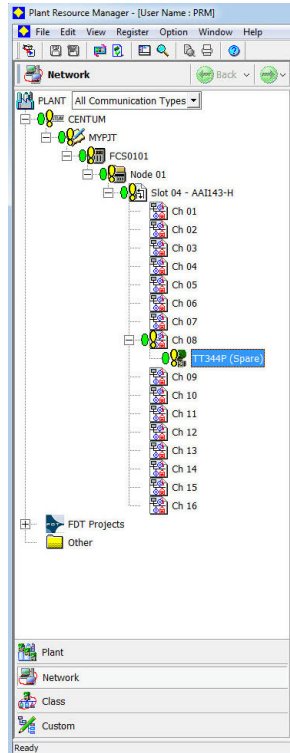 Plant Resource Manager - [User Name : PRM]
File Edit View Register Option Window Help
Network Back
PLANT All Communication Types
CENTUM
MYPJT
FCS0101
Node 01
Slot 04 - AAI143-H
Ch 01
Ch 02
Ch 03
Ch 04
Ch 05
Ch 06
Ch 07
Ch 08
TT344P (Spare)
Ch 09
Ch 10
Ch 11
Ch 12
Ch 13
Ch 14
Ch 15
Ch 16
FDT Projects
Other
Plant
Network
Class
Custom
Ready